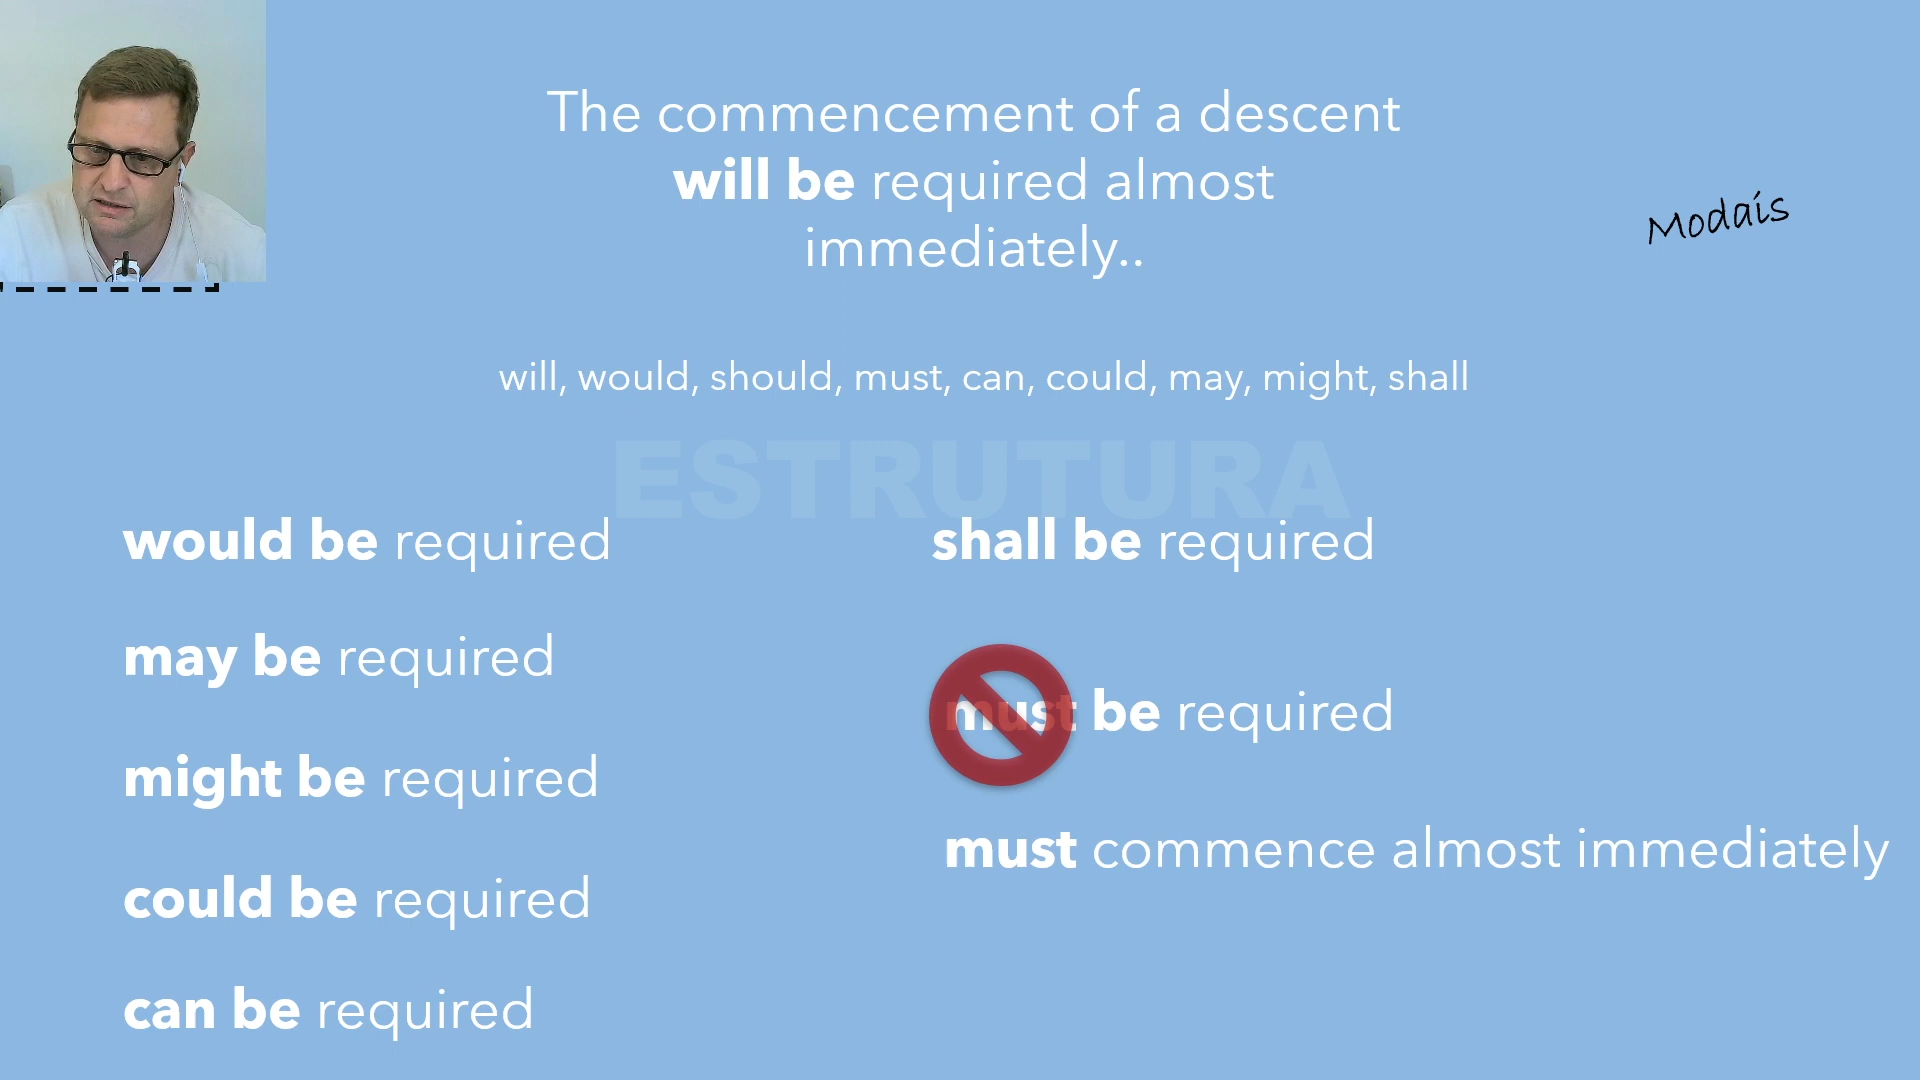 The commencement of a descent
will be required almost
immediately..
Modais
will, would, should, must, can, could, may, might, shall
ESTRUTURA
would be required
shall be required
may be required
must be required
might be required
must commence almost immediately
could be required
can be required